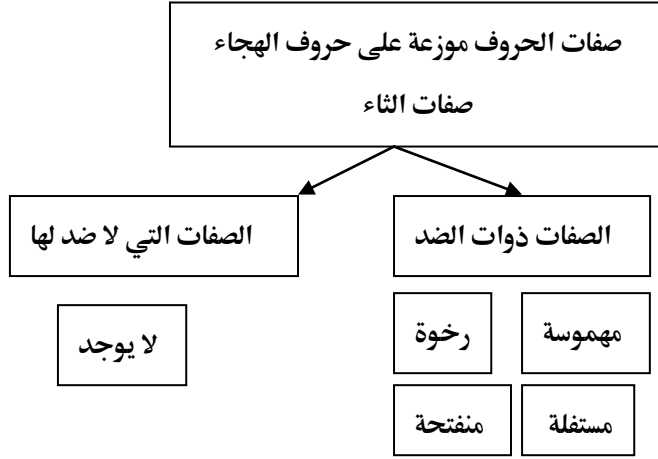 صفات الحروف موزعة على حروف الهجاء
صفات الثاء
الصفات ذوات الضد
الصفات التي لا ضد لها
مهموسة
رخوة
لا يوجد
مستفلة
منفتحة